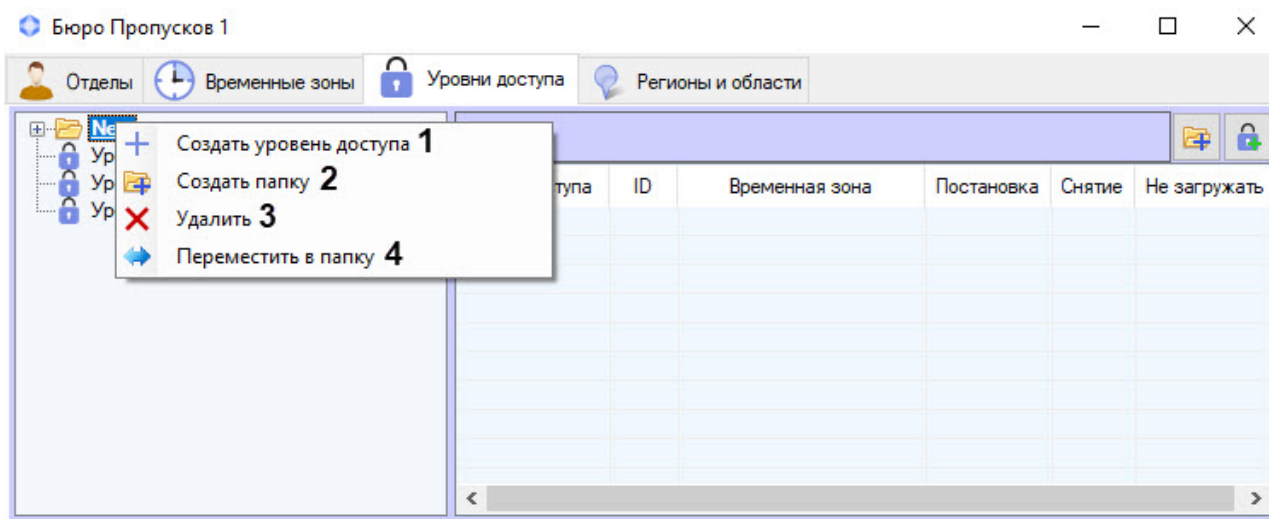 Бюро Пропусков 1
Отделы Временные зоны Уровни доступа Регионы и области
Создать уровень доступа 1
Создать папку 2
Удалить 3
Переместить в папку 4
ID Временная зона Постановка Снятие Не загружать